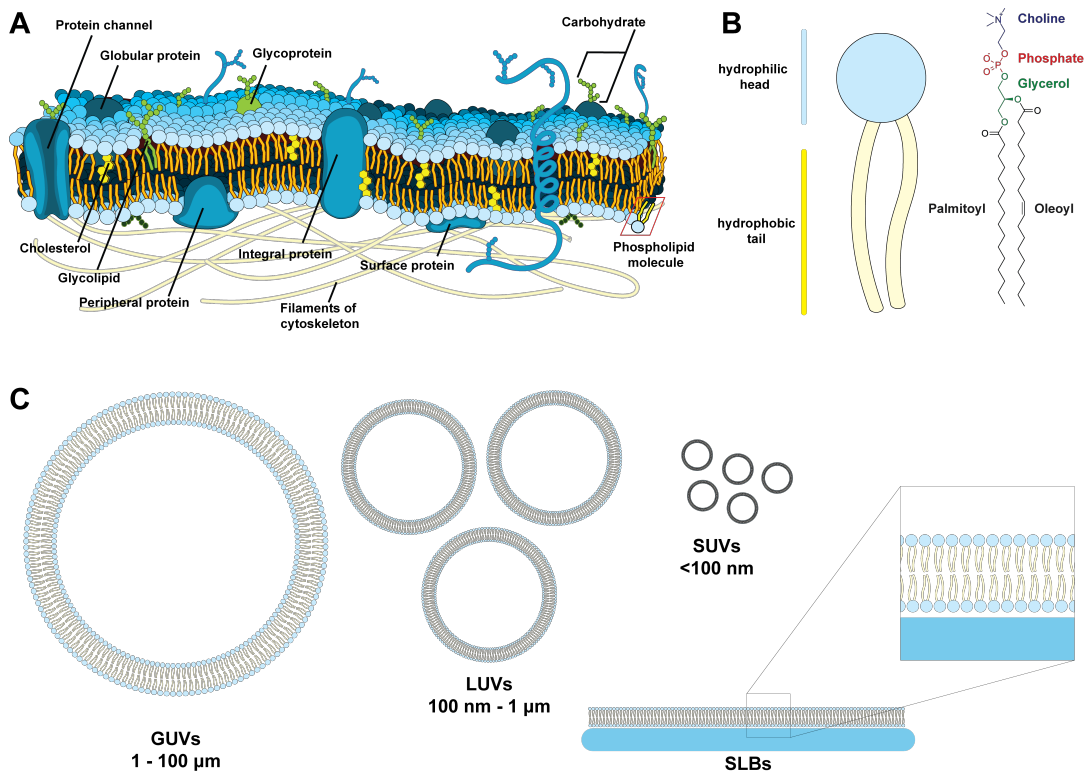 A
Protein channel
Globular protein
Glycoprotein
Carbohydrate
Cholesterol
Glycolipid
Peripheral protein
Integral protein
Filaments of
cytoskeleton
Surface protein
Phospholipid
molecule
B
hydrophilic
head
hydrophobic
tail
Choline
Phosphate
Glycerol
N+
O
O-
P
O
O
O
O
O
O
Palmitoyl
Oleoyl
C
GUVs
1 - 100 µm
LUVs
100 nm - 1 µm
SUVs
<100 nm
SLBs